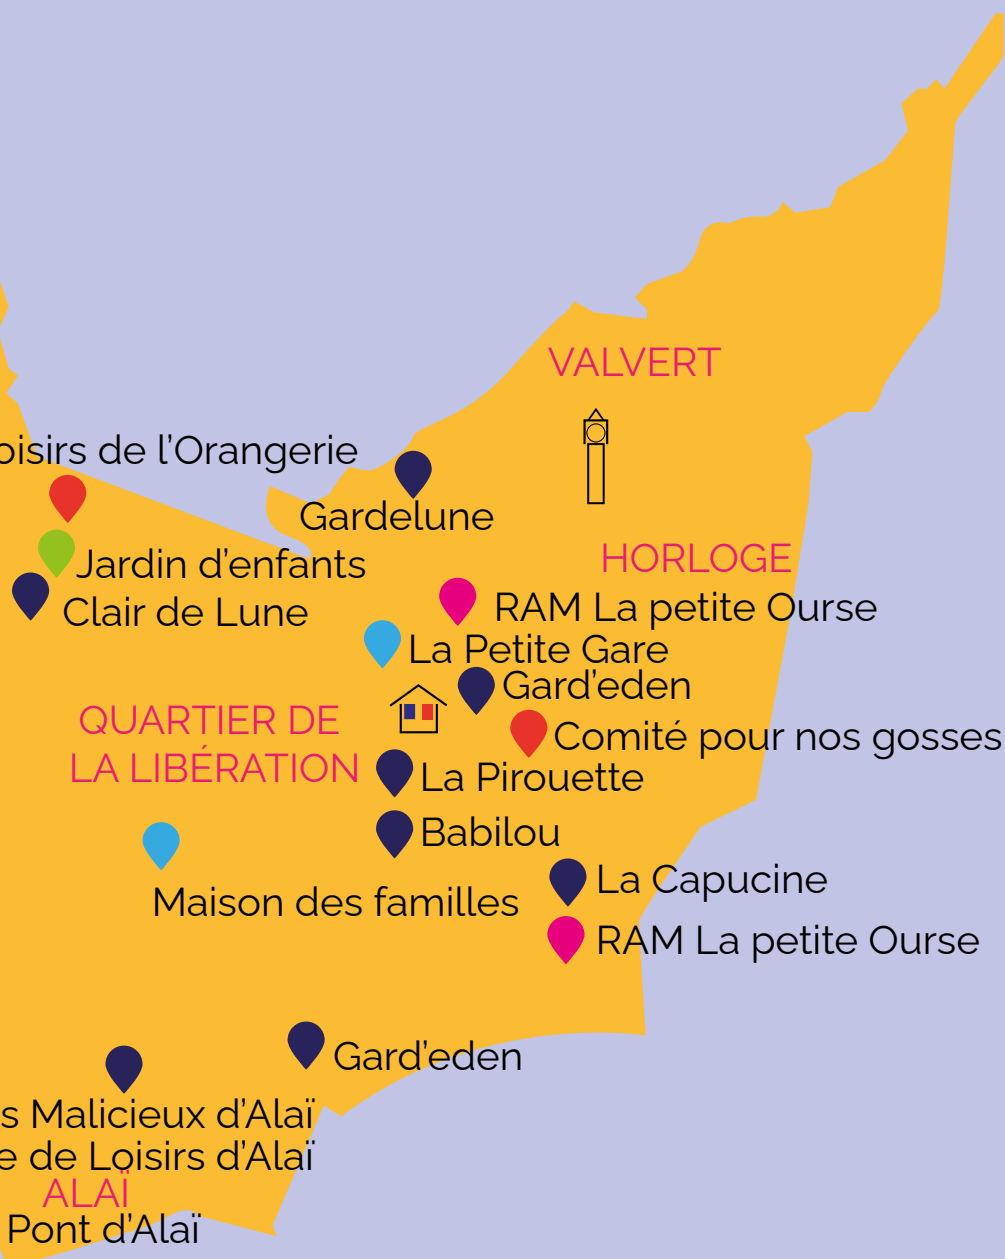 VALVERT
oisirs de l'Orangerie
Gardelune
HORLOGE
Jardin d'enfants
Clair de Lune
RAM La petite Ourse
La Petite Gare
Gard'eden
QUARTIER DE
LA LIBÉRATION
Comité pour nos gosses
La Pirouette
Babilou
La Capucine
Maison des familles
RAM La petite Ourse
Gard'eden
s Malicieux d'Alaï
e de Loisirs d'Alaï
ALAÏ
Pont d'Alaï